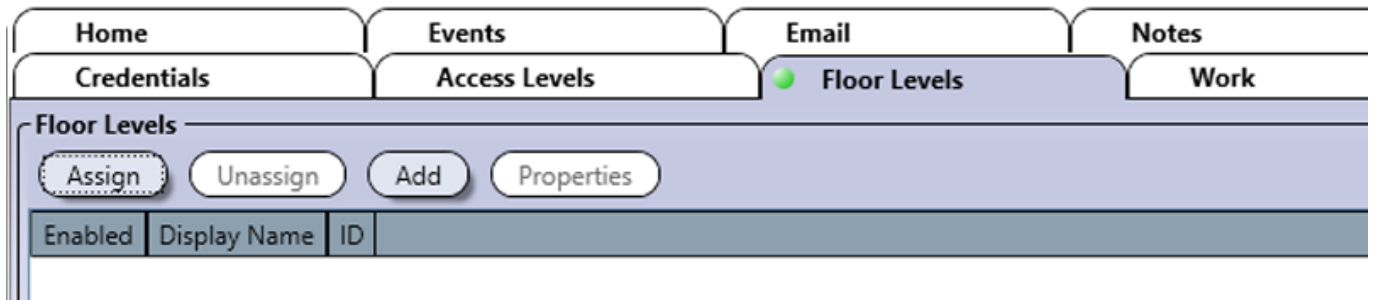 Home Events Email Notes
Credentials Access Levels Floor Levels Work
Floor Levels
Assign Unassign Add Properties
Enabled Display Name ID